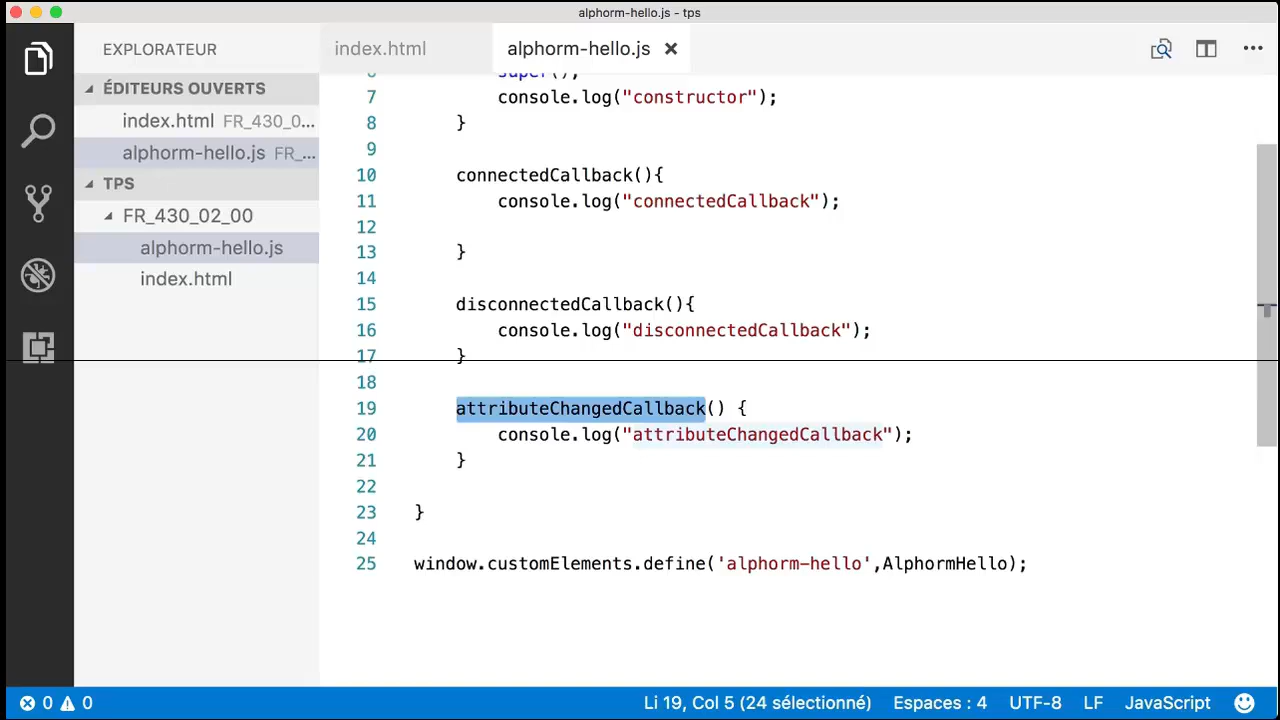 alphorm-hello.js - tps
EXPLORATEUR
index.html
alphorm-hello.js
ÉDITEURS OUVERTS
index.html FR_430_0...
alphorm-hello.js FR_...
TPS
FR_430_02_00
alphorm-hello.js
index.html
6 super();
7 console.log("constructor");
8 }
9
10 connectedCallback(){
11 console.log("connectedCallback");
12
13 }
14
15 disconnectedCallback(){
16 console.log("disconnectedCallback");
17 }
18
19 attributeChangedCallback() {
20 console.log("attributeChangedCallback");
21 }
22
23 }
24
25 window.customElements.define('alphorm-hello',AlphormHello);
0 0 Li 19, Col 5 (24 sélectionné) Espaces : 4 UTF-8 LF JavaScript